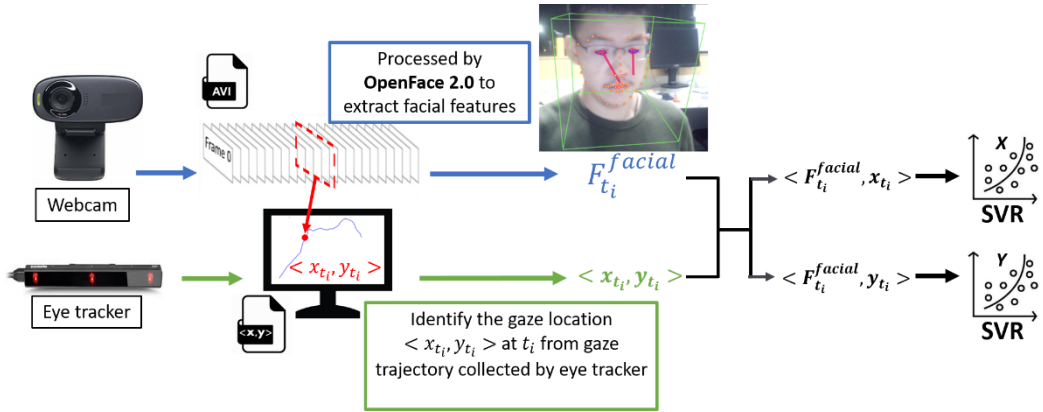 Webcam
AVI
Frame 0
Processed by
OpenFace 2.0 to
extract facial features
F_{t_i}^{facial}
< F_{t_i}^{facial}, x_{t_i} >
X
SVR
Eye tracker
< x_{t_i}, y_{t_i} >
<x,y>
< x_{t_i}, y_{t_i} >
< F_{t_i}^{facial}, y_{t_i} >
Y
SVR
Identify the gaze location
< x_{t_i}, y_{t_i} > at t_i from gaze
trajectory collected by eye tracker